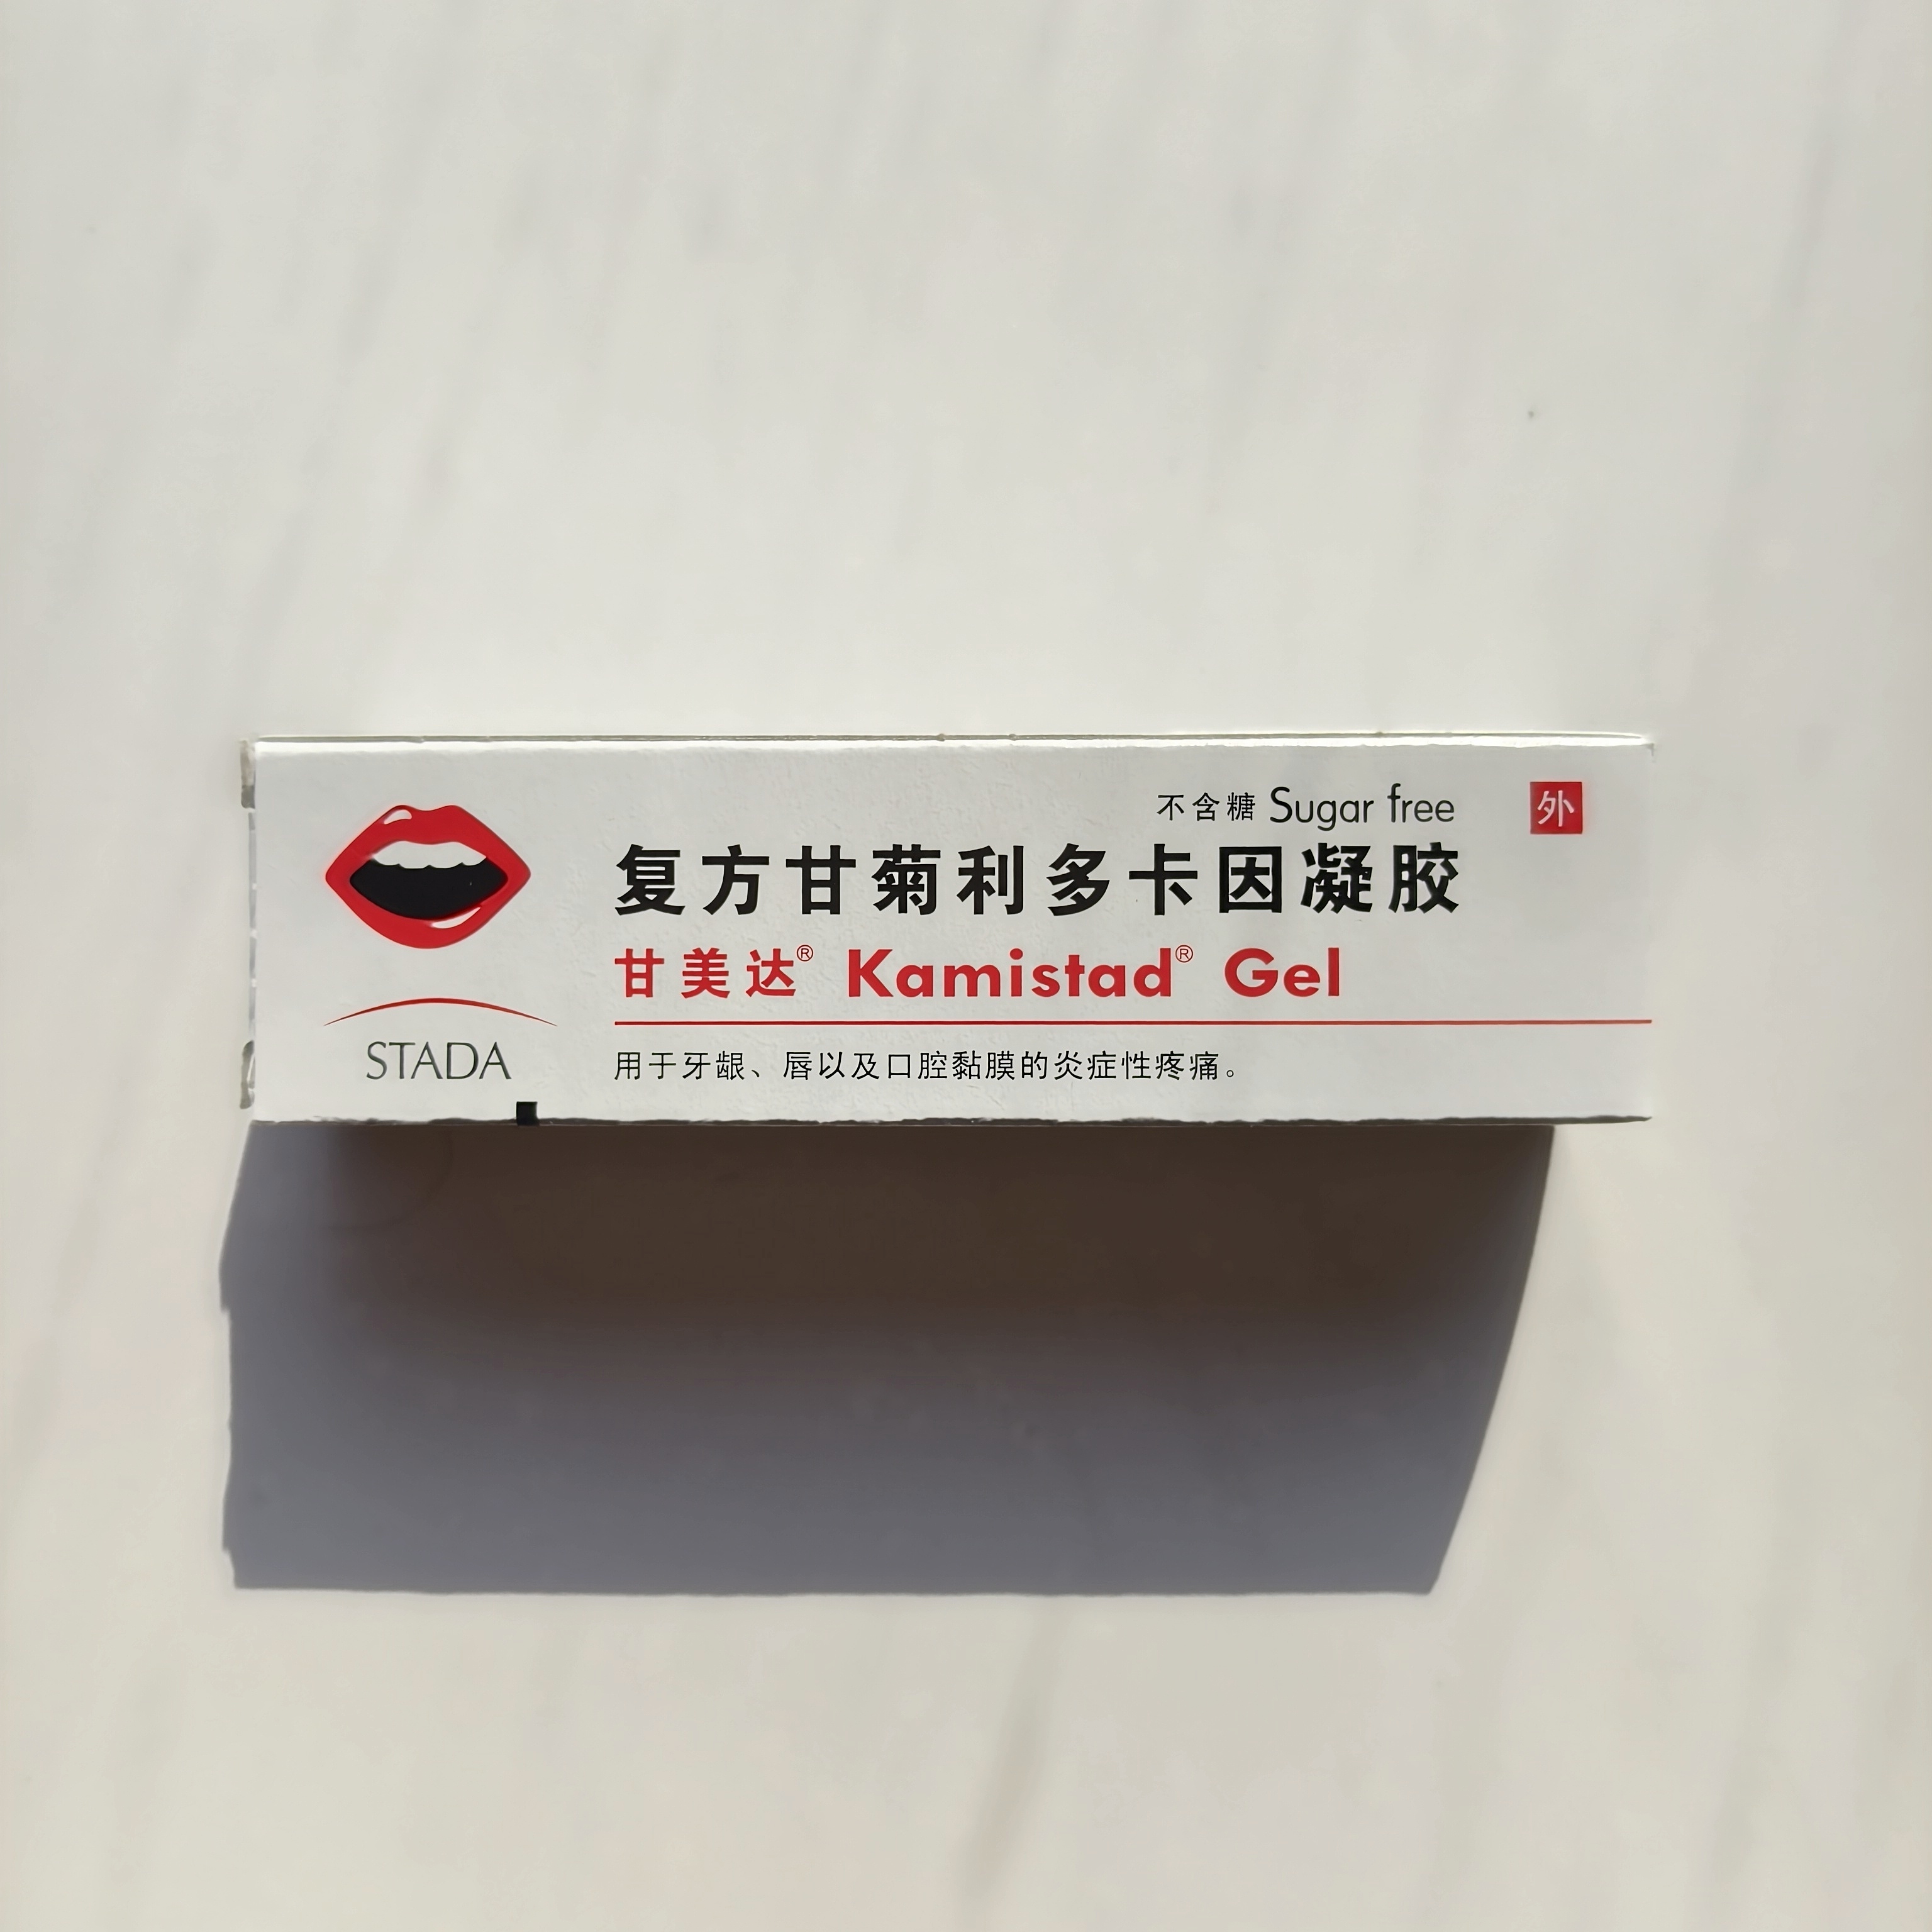 不含糖 Sugar free
外
复方甘菊利多卡因凝胶
甘美达® Kamistad® Gel
STADA
用于牙龈、唇以及口腔黏膜的炎症性疼痛。